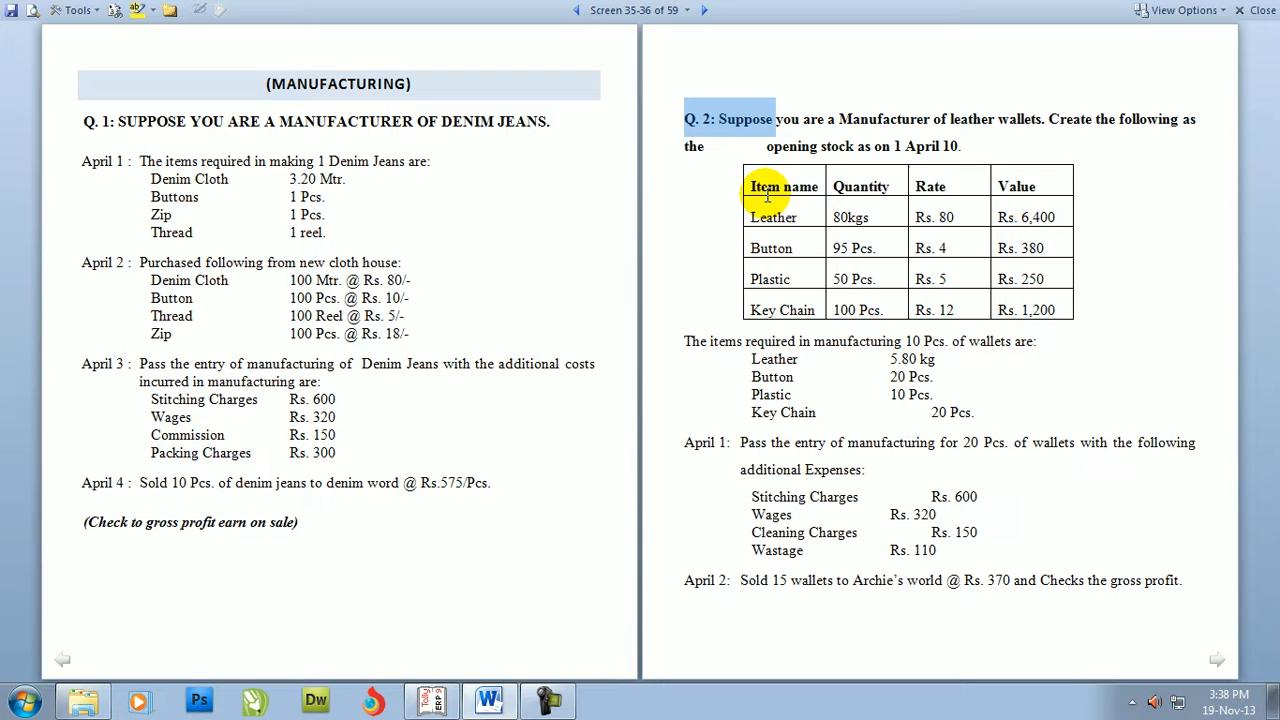 Tools
Screen 35-36 of 59
View Options
Close
(MANUFACTURING)
Q. 1: SUPPOSE YOU ARE A MANUFACTURER OF DENIM JEANS.
April 1 : The items required in making 1 Denim Jeans are:
Denim Cloth 3.20 Mtr.
Buttons 1 Pcs.
Zip 1 Pcs.
Thread 1 reel.
April 2 : Purchased following from new cloth house:
Denim Cloth 100 Mtr. @ Rs. 80/-
Button 100 Pcs. @ Rs. 10/-
Thread 100 Reel @ Rs. 5/-
Zip 100 Pcs. @ Rs. 18/-
April 3 : Pass the entry of manufacturing of Denim Jeans with the additional costs
incurred in manufacturing are:
Stitching Charges Rs. 600
Wages Rs. 320
Commission Rs. 150
Packing Charges Rs. 300
April 4 : Sold 10 Pcs. of denim jeans to denim word @ Rs.575/Pcs.
(Check to gross profit earn on sale)
Q. 2: Suppose you are a Manufacturer of leather wallets. Create the following as
the opening stock as on 1 April 10.
Item name Quantity Rate Value
Leather 80kgs Rs. 80 Rs. 6,400
Button 95 Pcs. Rs. 4 Rs. 380
Plastic 50 Pcs. Rs. 5 Rs. 250
Key Chain 100 Pcs. Rs. 12 Rs. 1,200
The items required in manufacturing 10 Pcs. of wallets are:
Leather 5.80 kg
Button 20 Pcs.
Plastic 10 Pcs.
Key Chain 20 Pcs.
April 1: Pass the entry of manufacturing for 20 Pcs. of wallets with the following
additional Expenses:
Stitching Charges Rs. 600
Wages Rs. 320
Cleaning Charges Rs. 150
Wastage Rs. 110
April 2: Sold 15 wallets to Archie's world @ Rs. 370 and Checks the gross profit.
Ps
Dw
Tally
ERP 9
W
3:38 PM
19-Nov-13